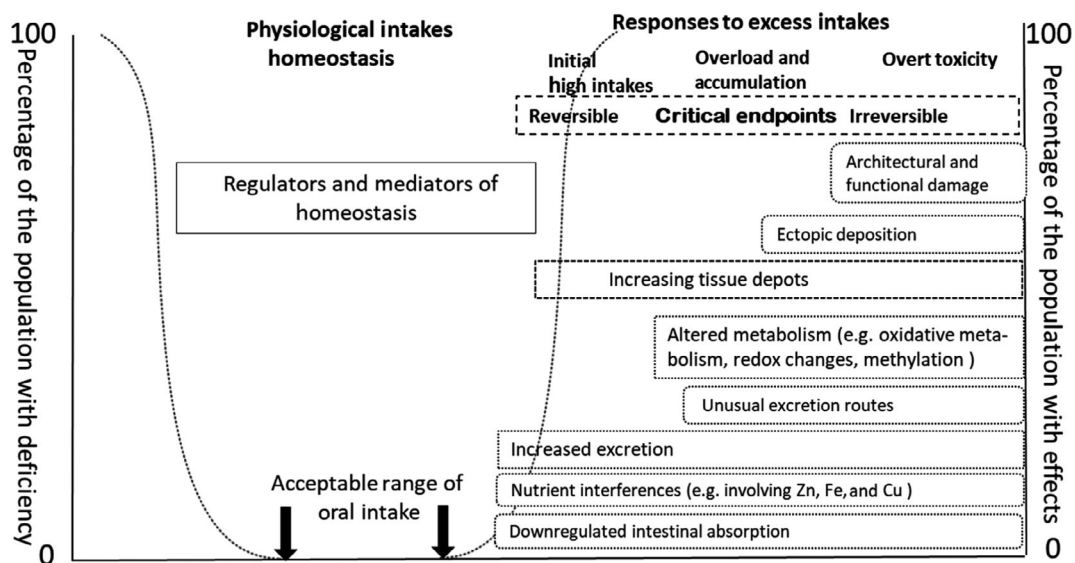 100
Percentage of the population with deficiency
0
Physiological intakes
homeostasis
Regulators and mediators of
homeostasis
Acceptable range of
oral intake
Responses to excess intakes
Initial
high intakes
Overload and
accumulation
Overt toxicity
Reversible
Critical endpoints
Irreversible
Architectural and
functional damage
Ectopic deposition
Increasing tissue depots
Altered metabolism (e.g. oxidative meta-
bolism, redox changes, methylation )
Unusual excretion routes
Increased excretion
Nutrient interferences (e.g. involving Zn, Fe, and Cu )
Downregulated intestinal absorption
100
Percentage of the population with effects
0